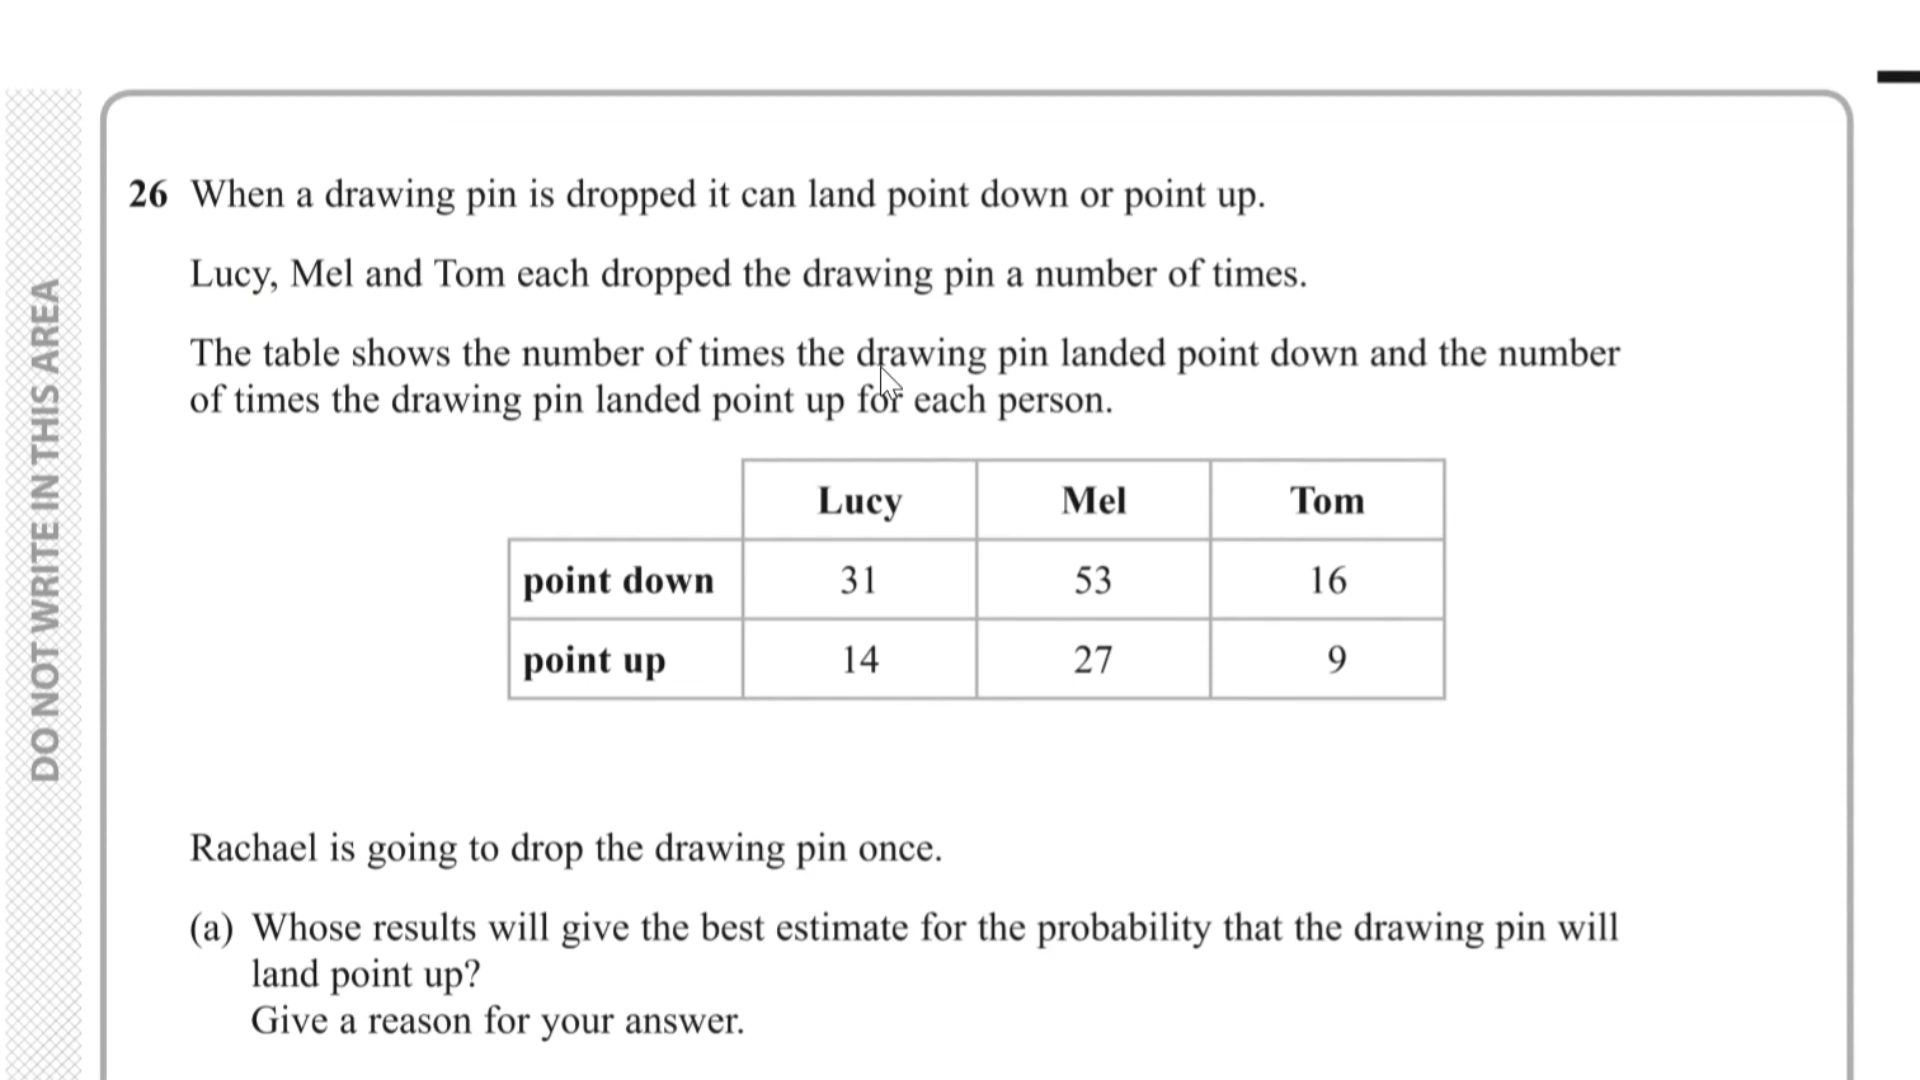 DO NOT WRITE IN THIS AREA
26 When a drawing pin is dropped it can land point down or point up.
Lucy, Mel and Tom each dropped the drawing pin a number of times.
The table shows the number of times the drawing pin landed point down and the number
of times the drawing pin landed point up for each person.
Lucy Mel Tom
point down 31 53 16
point up 14 27 9
Rachael is going to drop the drawing pin once.
(a) Whose results will give the best estimate for the probability that the drawing pin will
land point up?
Give a reason for your answer.